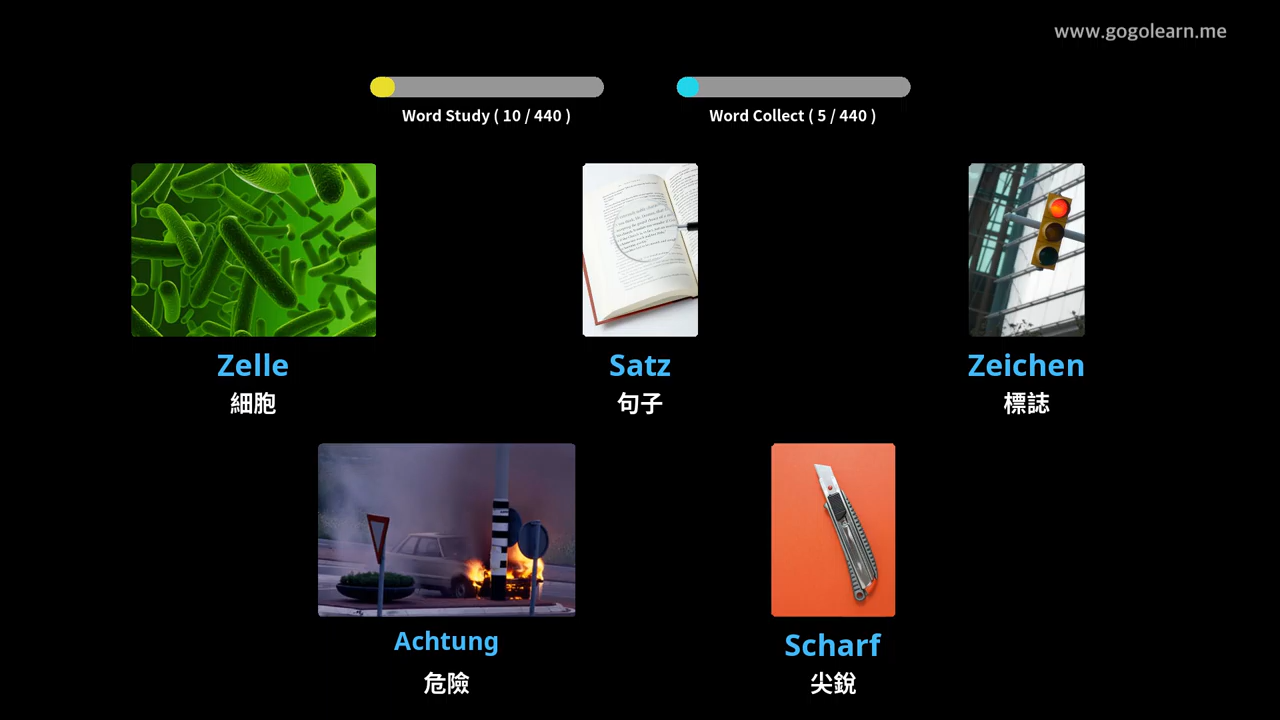 www.gogolearn.me
Word Study ( 10 / 440 )
Word Collect ( 5 / 440 )
Zelle
細胞
Satz
句子
Zeichen
標誌
Achtung
危險
Scharf
尖銳